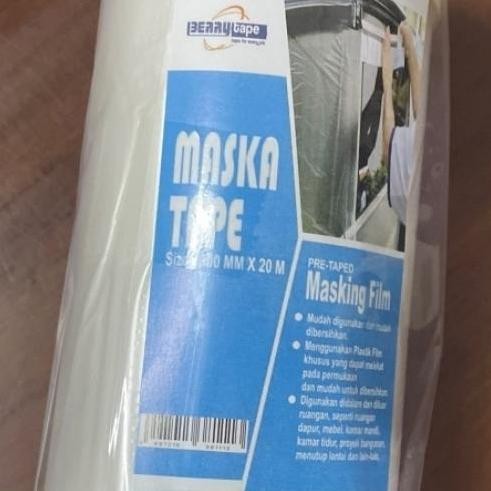 BERRY tape
MASKA
TAPE
MM X 20 M
PRE-TAPED
Masking Film
Mudah digunakan dan mudah
dibersihkan.
Menggunakan Plastik Film
khusus yang dapat melekat
pada permukaan
dan mudah untuk dibersihkan
Digunakan didalam dan diluar
ruangan, seperti ruangan
dapur, mebel, kamar mandi,
kamar tidur, proyek bangunan,
menutup lantai dan lain-lain.